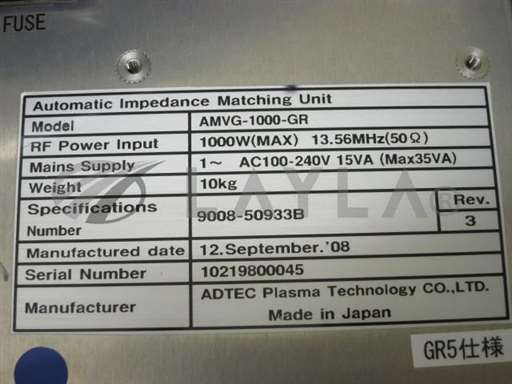 FUSE
Automatic Impedance Matching Unit
Model AMVG-1000-GR
RF Power Input 1000W(MAX) 13.56MHz(50Ω)
Mains Supply 1～ AC100-240V 15VA (Max35VA)
Weight 10kg
LAYLA®
Specifications Number 9008-50933B Rev. 3
Manufactured date 12.September.'08
Serial Number 10219800045
Manufacturer ADTEC Plasma Technology CO.,LTD.
Made in Japan
GR5仕様